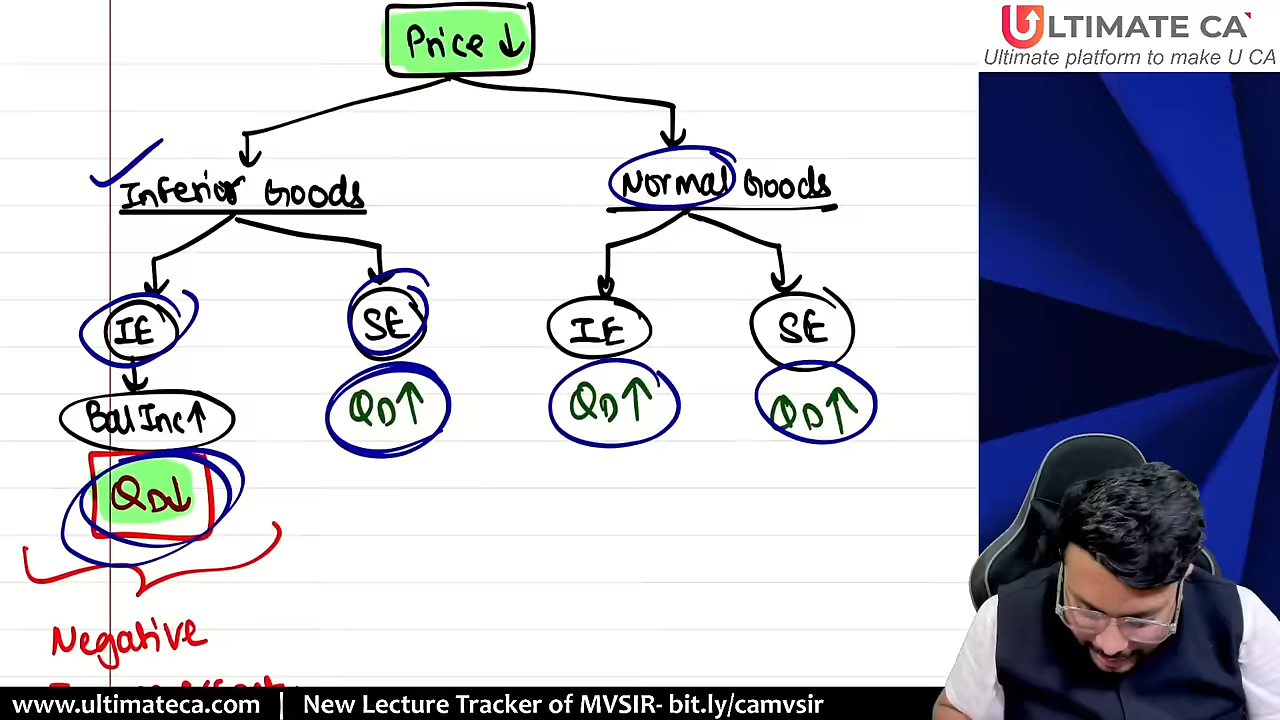 Price ↓
ULTIMATE CA
Ultimate platform to make U CA
Inferior Goods
Normal Goods
IE
SE
IE
SE
Bal Inc ↑
QD ↑
QD ↑
QD ↑
QD ↓
Negative
www.ultimateca.com | New Lecture Tracker of MVSIR- bit.ly/camvsir